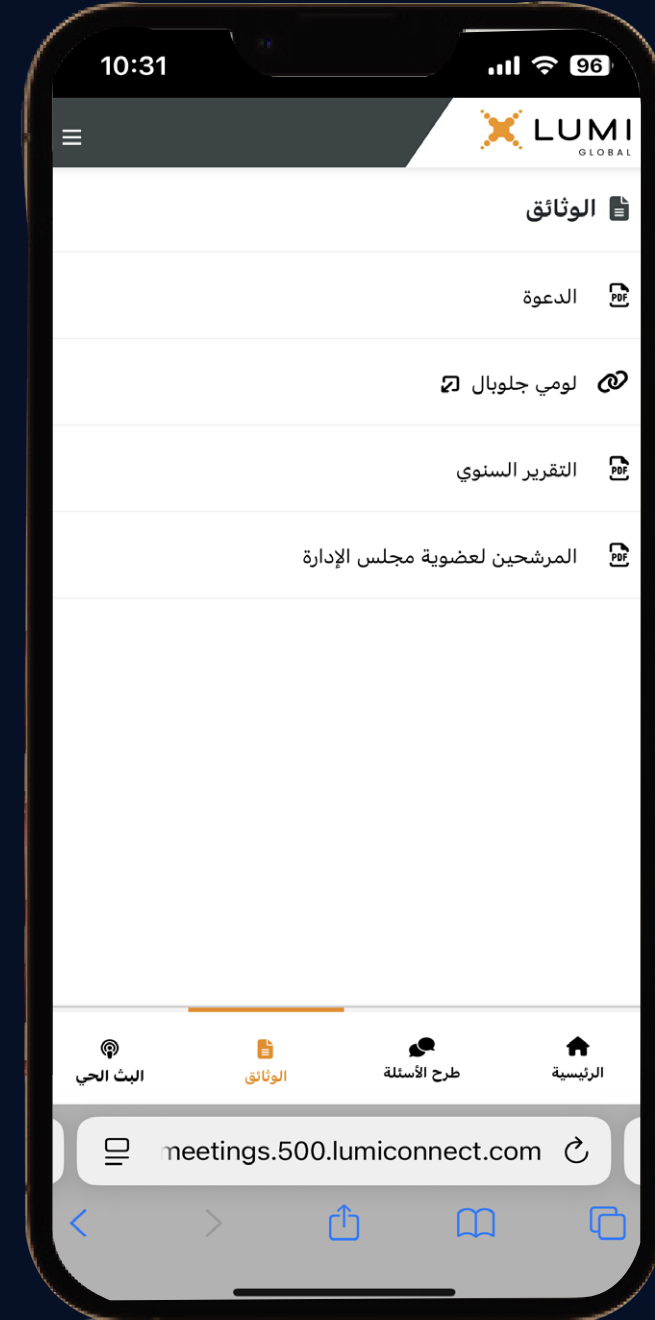 10:31
96
LUMI
GLOBAL
الوثائق
PDF الدعوة
لومي جلوبال
PDF التقرير السنوي
PDF المرشحين لعضوية مجلس الإدارة
الرئيسية
طرح الأسئلة
الوثائق
البث الحي
meetings.500.lumiconnect.com